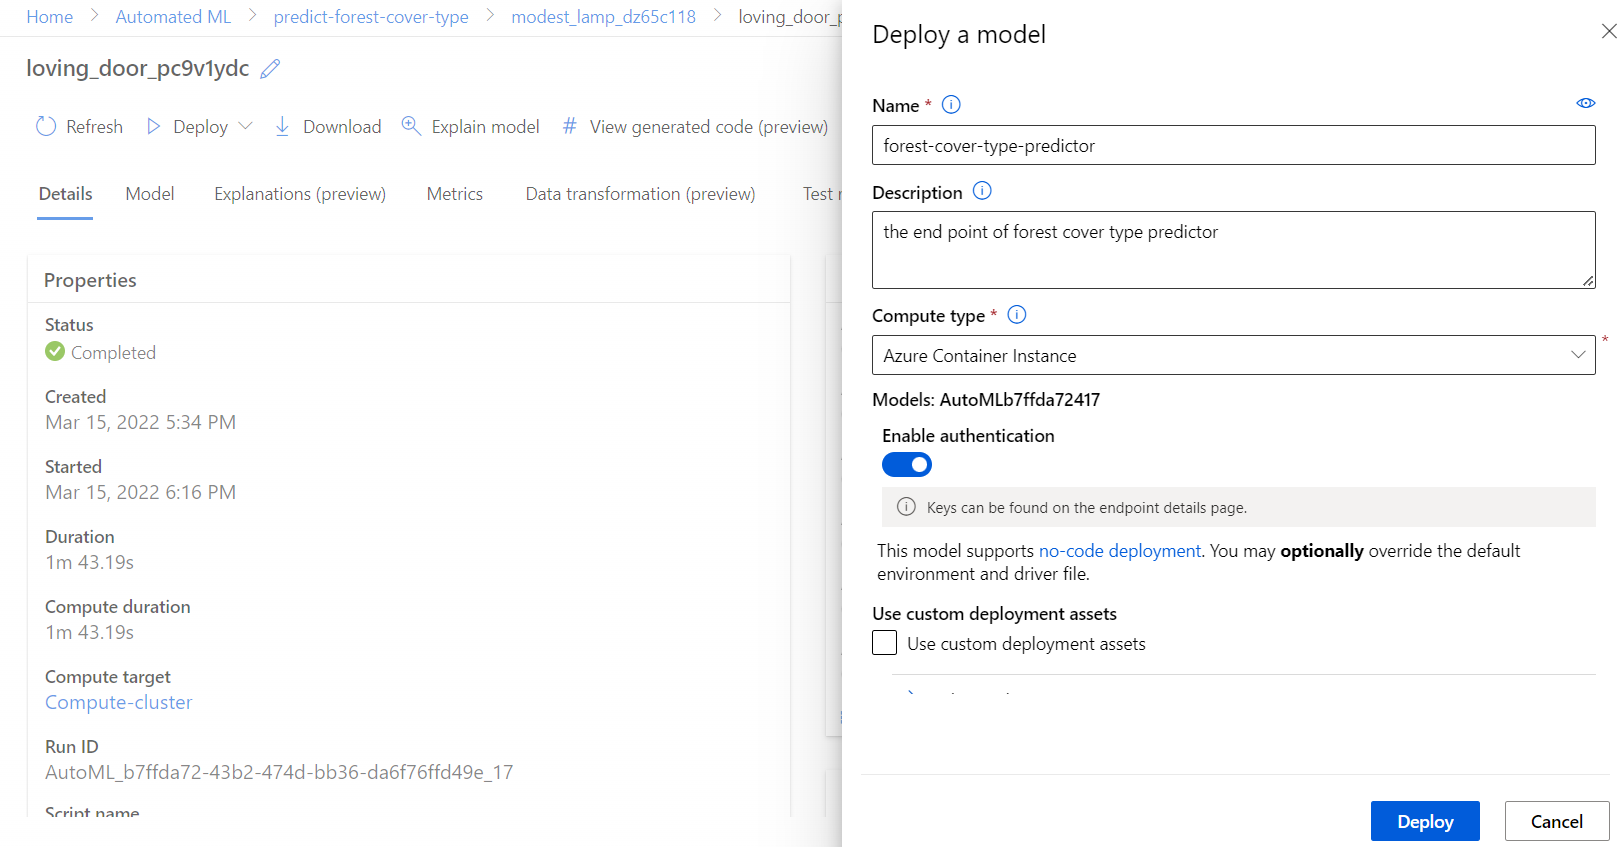 Home > Automated ML > predict-forest-cover-type > modest_lamp_dz65c118 > loving_door_p
loving_door_pc9v1ydc
Refresh Deploy Download Explain model # View generated code (preview)
Details Model Explanations (preview) Metrics Data transformation (preview) Test
Properties
Status
Completed
Created
Mar 15, 2022 5:34 PM
Started
Mar 15, 2022 6:16 PM
Duration
1m 43.19s
Compute duration
1m 43.19s
Compute target
Compute-cluster
Run ID
AutoML_b7ffda72-43b2-474d-bb36-da6f76ffd49e_17
Script name
Deploy a model
Name *
forest-cover-type-predictor
Description
the end point of forest cover type predictor
Compute type *
Azure Container Instance
*
Models: AutoMLb7ffda72417
Enable authentication
Keys can be found on the endpoint details page.
This model supports no-code deployment. You may optionally override the default
environment and driver file.
Use custom deployment assets
Use custom deployment assets
Deploy Cancel